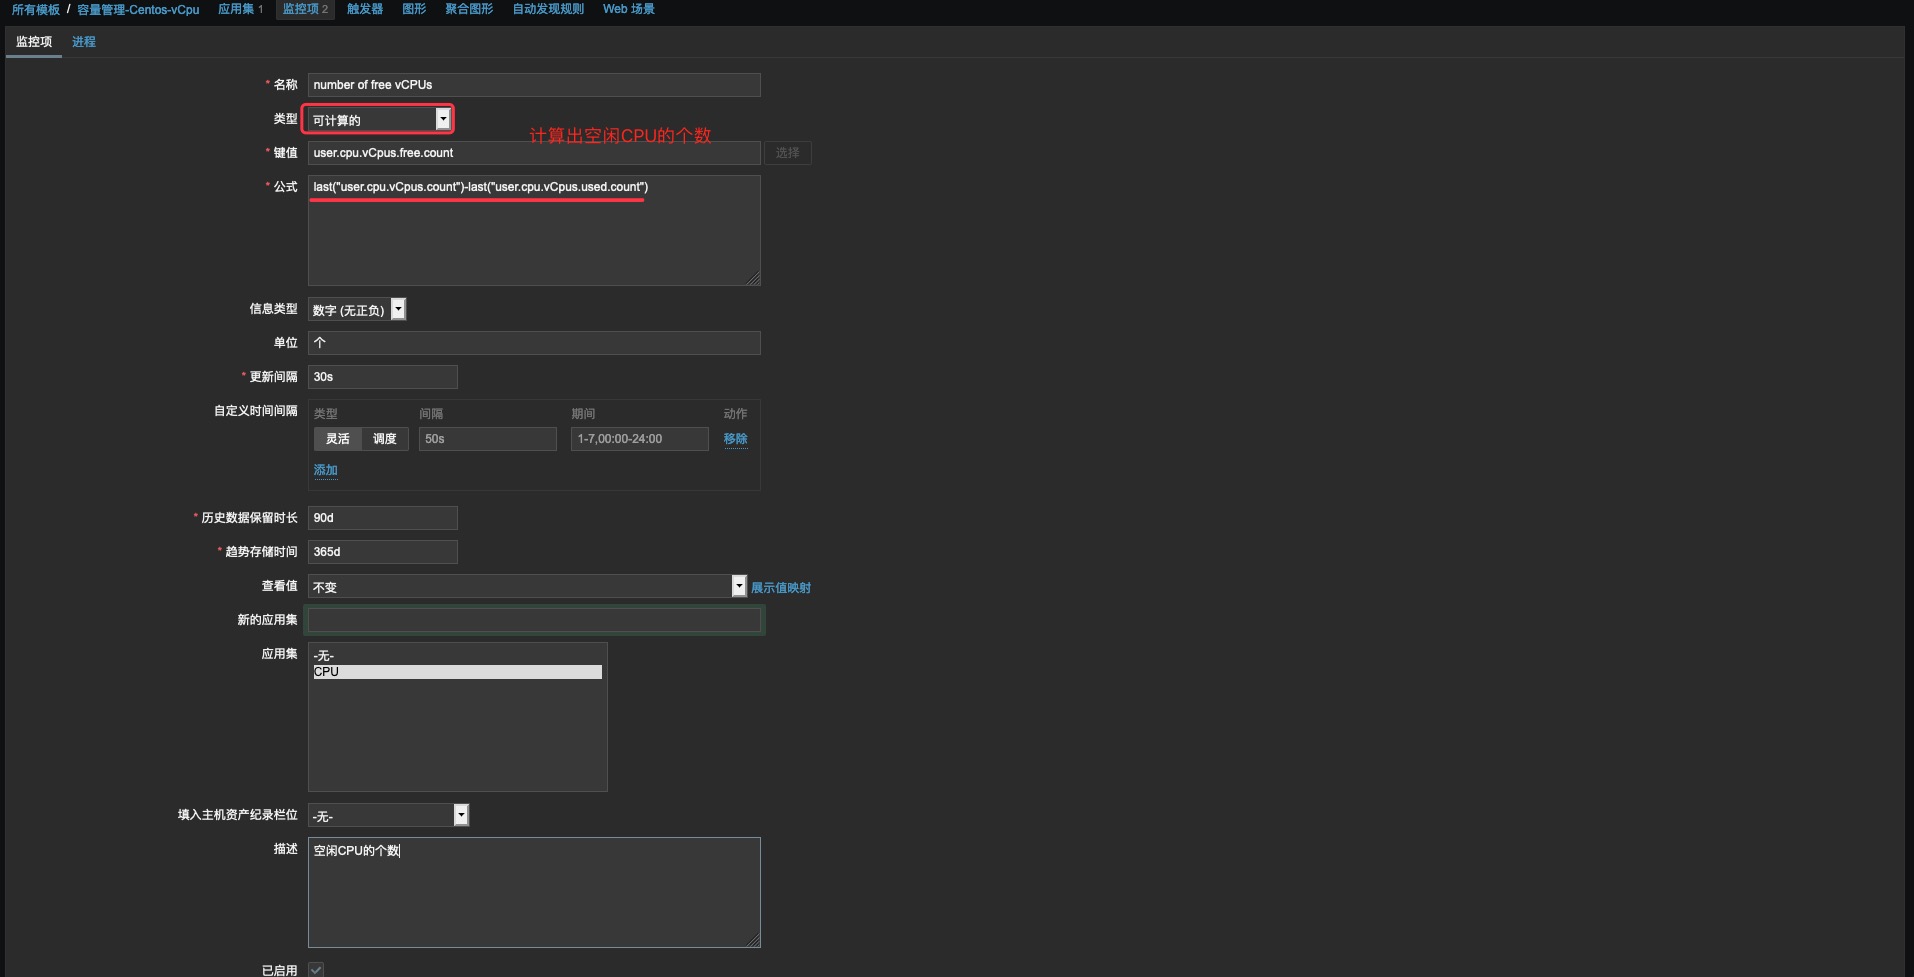 所有模板 / 容量管理-Centos-vCpu 应用集 1 监控项 2 触发器 图形 聚合图形 自动发现规则 Web 场景
监控项 进程
* 名称 number of free vCPUs
类型 可计算的
计算出空闲CPU的个数
* 键值 user.cpu.vCpus.free.count 选择
* 公式 last("user.cpu.vCpus.count")-last("user.cpu.vCpus.used.count")
信息类型 数字 (无正负)
单位 个
* 更新间隔 30s
自定义时间间隔 类型 间隔 期间 动作
灵活 调度 50s 1-7,00:00-24:00 移除
添加
* 历史数据保留时长 90d
* 趋势存储时间 365d
查看值 不变 展示值映射
新的应用集
应用集 -无-
CPU
填入主机资产纪录栏位 -无-
描述 空闲CPU的个数
已启用